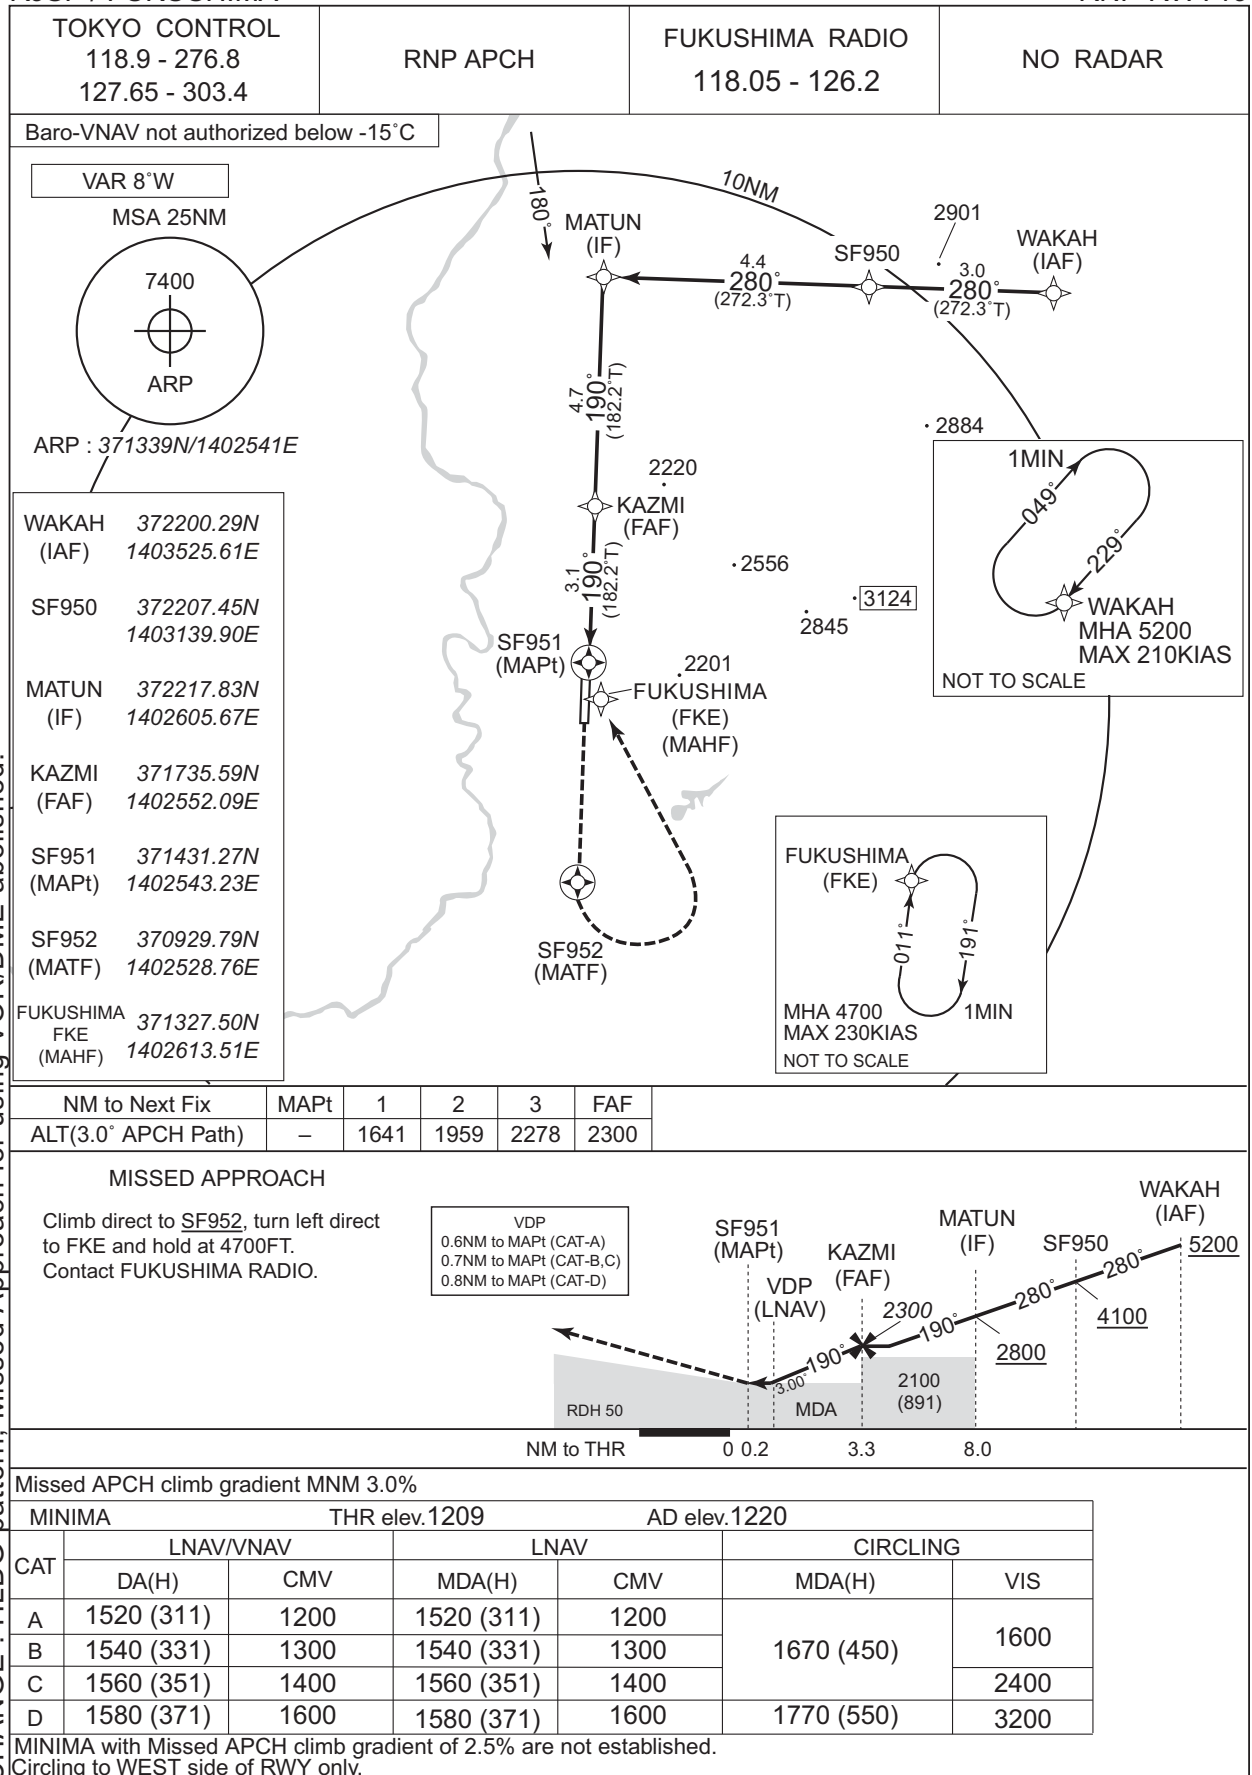 TOKYO CONTROL
118.9 - 276.8
127.65 - 303.4
RNP APCH
FUKUSHIMA RADIO
118.05 - 126.2
NO RADAR
Baro-VNAV not authorized below -15˚C
VAR 8˚W
MSA 25NM
7400
ARP
ARP : 371339N/1402541E
180˚
10NM
MATUN
(IF)
4.4
280˚
(272.3˚T)
SF950
2901
3.0
280˚
(272.3˚T)
WAKAH
(IAF)
4.7
190˚
(182.2˚T)
2884
2220
KAZMI
(FAF)
3.1
190˚
(182.2˚T)
2556
3124
2845
SF951
(MAPt)
2201
FUKUSHIMA
(FKE)
(MAHF)
SF952
(MATF)
1MIN
049˚
229˚
WAKAH
MHA 5200
MAX 210KIAS
NOT TO SCALE
FUKUSHIMA
(FKE)
011˚
191˚
1MIN
MHA 4700
MAX 230KIAS
NOT TO SCALE
WAKAH 372200.29N
(IAF) 1403525.61E
SF950 372207.45N
1403139.90E
MATUN 372217.83N
(IF) 1402605.67E
KAZMI 371735.59N
(FAF) 1402552.09E
SF951 371431.27N
(MAPt) 1402543.23E
SF952 370929.79N
(MATF) 1402528.76E
FUKUSHIMA 371327.50N
FKE
(MAHF) 1402613.51E
NM to Next Fix MAPt 1 2 3 FAF
ALT(3.0˚ APCH Path) – 1641 1959 2278 2300
MISSED APPROACH
Climb direct to SF952, turn left direct
to FKE and hold at 4700FT.
Contact FUKUSHIMA RADIO.
VDP
0.6NM to MAPt (CAT-A)
0.7NM to MAPt (CAT-B,C)
0.8NM to MAPt (CAT-D)
SF951
(MAPt)
VDP
(LNAV)
KAZMI
(FAF)
MATUN
(IF)
SF950
WAKAH
(IAF)
5200
280˚
4100
280˚
2800
190˚
2300
190˚
3.00˚
2100
(891)
MDA
RDH 50
NM to THR 0 0.2 3.3 8.0
Missed APCH climb gradient MNM 3.0%
MINIMA THR elev.1209 AD elev.1220
CAT LNAV/VNAV LNAV CIRCLING
DA(H) CMV MDA(H) CMV MDA(H) VIS
A 1520 (311) 1200 1520 (311) 1200 1670 (450) 1600
B 1540 (331) 1300 1540 (331) 1300
C 1560 (351) 1400 1560 (351) 1400 2400
D 1580 (371) 1600 1580 (371) 1600 1770 (550) 3200
MINIMA with Missed APCH climb gradient of 2.5% are not established.
Circling to WEST side of RWY only.